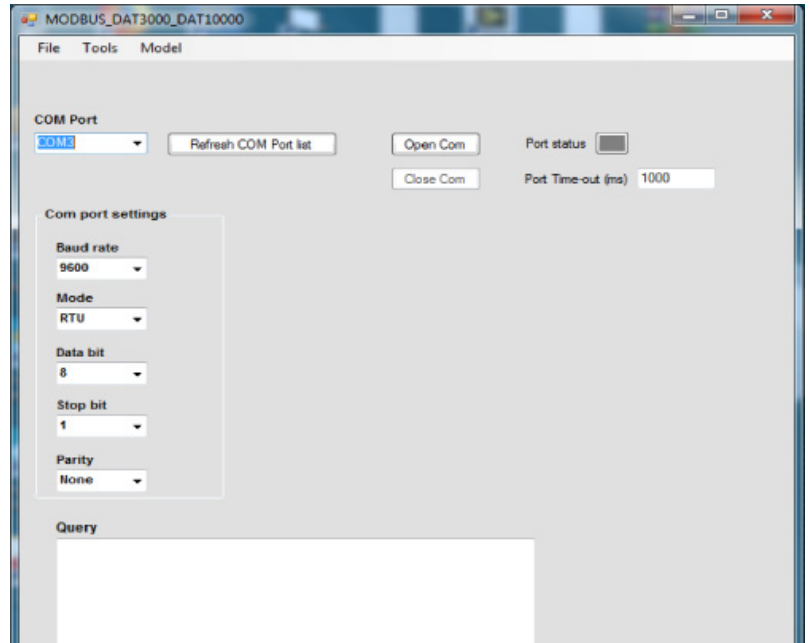 MODBUS_DAT3000_DAT10000
File Tools Model
COM Port
COM3 Refresh COM Port list Open Com Port status
Close Com Port Time-out (ms) 1000
Com port settings
Baud rate
9600
Mode
RTU
Data bit
8
Stop bit
1
Parity
None
Query